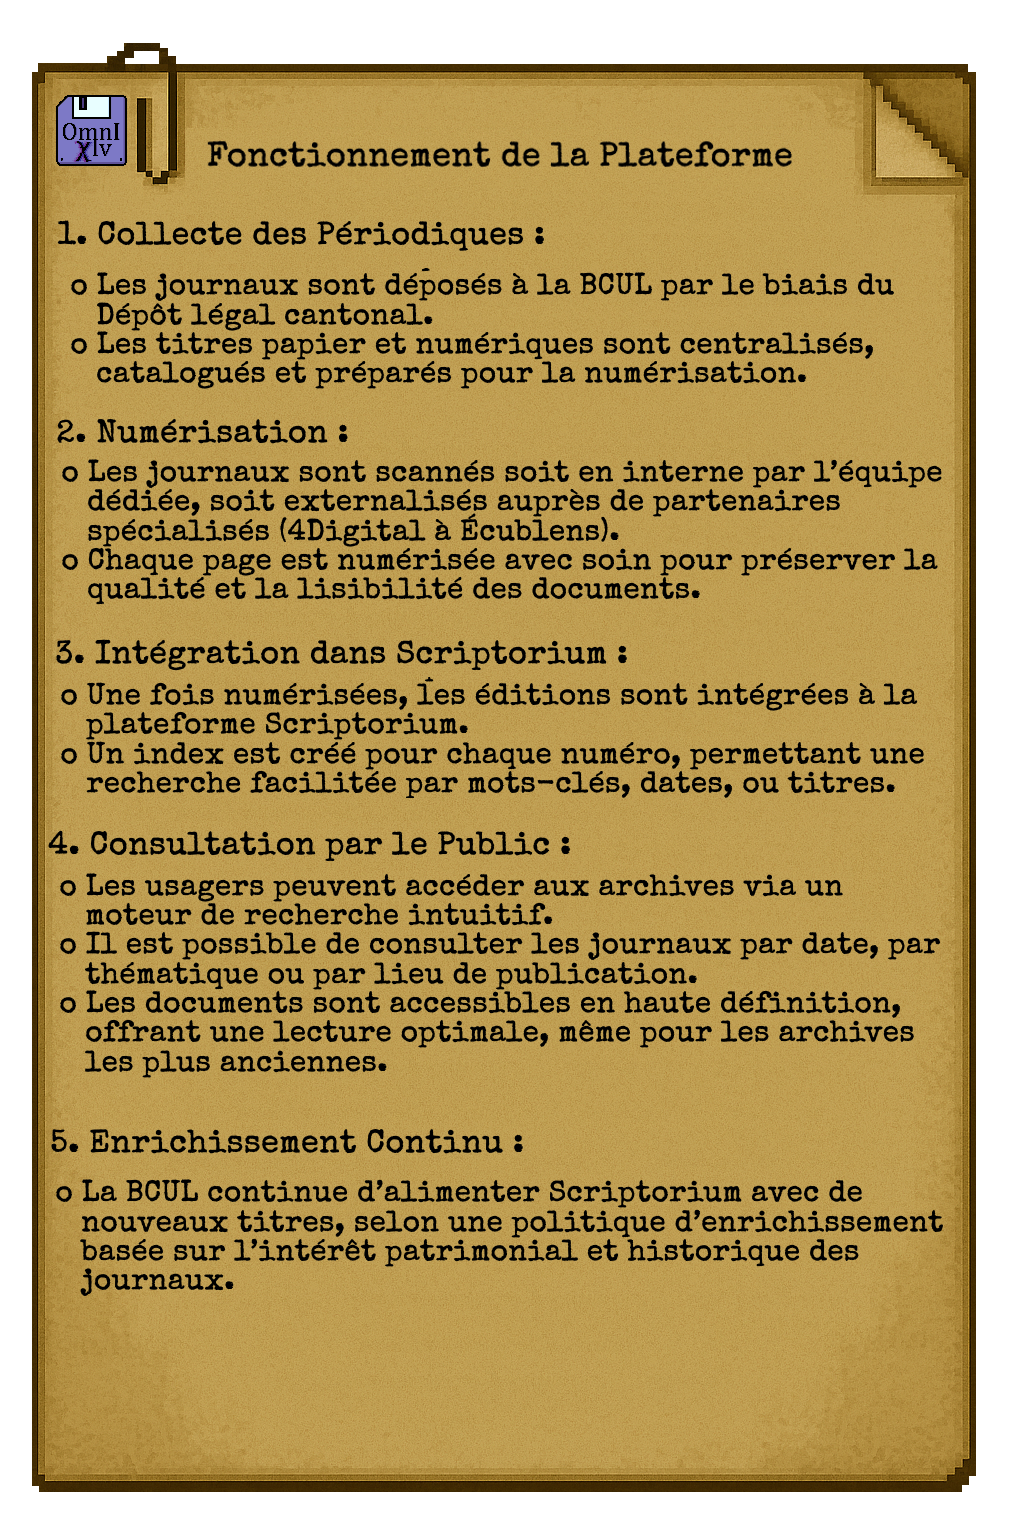 OmnI
χIv
Fonctionnement de la Plateforme
1. Collecte des Périodiques :
o Les journaux sont déposés à la BCUL par le biais du
Dépôt légal cantonal.
o Les titres papier et numériques sont centralisés,
catalogués et préparés pour la numérisation.
2. Numérisation :
o Les journaux sont scannés soit en interne par l’équipe
dédiée, soit externalisés auprès de partenaires
spécialisés (4Digital à Écublens).
o Chaque page est numérisée avec soin pour préserver la
qualité et la lisibilité des documents.
3. Intégration dans Scriptorium :
o Une fois numérisées, les éditions sont intégrées à la
plateforme Scriptorium.
o Un index est créé pour chaque numéro, permettant une
recherche facilitée par mots-clés, dates, ou titres.
4. Consultation par le Public :
o Les usagers peuvent accéder aux archives via un
moteur de recherche intuitif.
o Il est possible de consulter les journaux par date, par
thématique ou par lieu de publication.
o Les documents sont accessibles en haute définition,
offrant une lecture optimale, même pour les archives
les plus anciennes.
5. Enrichissement Continu :
o La BCUL continue d’alimenter Scriptorium avec de
nouveaux titres, selon une politique d’enrichissement
basée sur l’intérêt patrimonial et historique des
journaux.